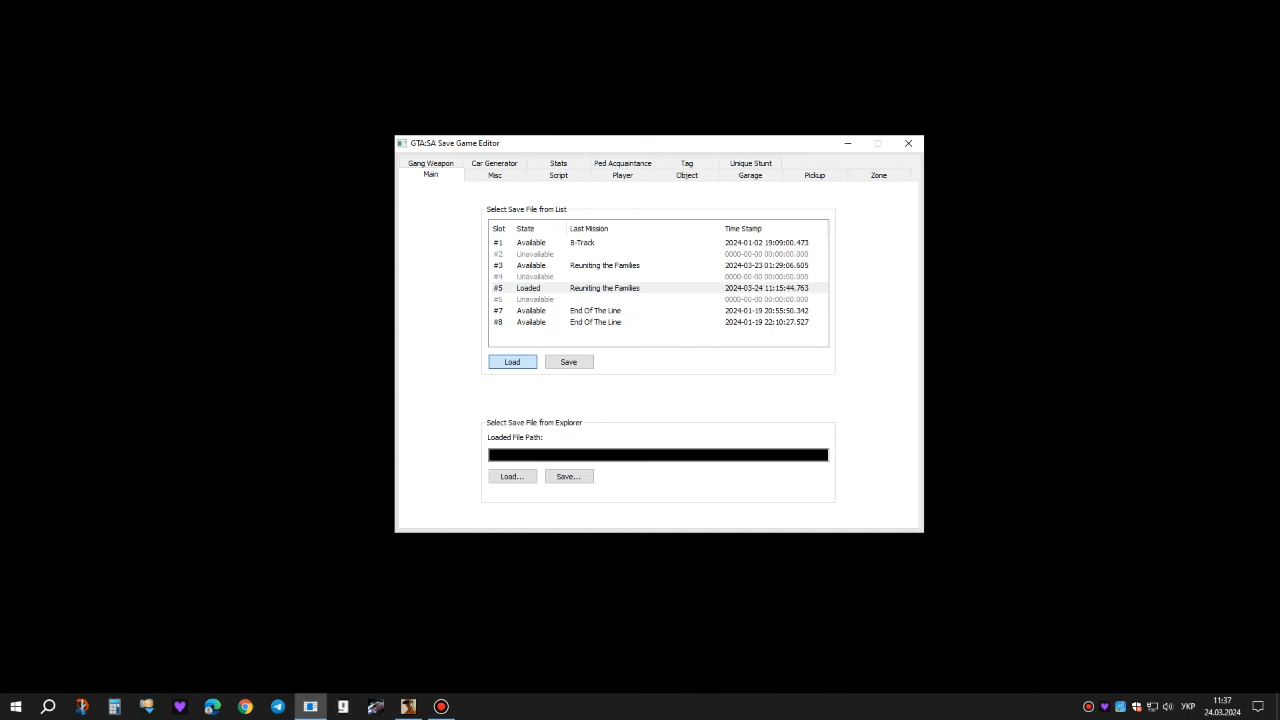 GTA:SA Save Game Editor
Gang Weapon Car Generator Stats Ped Acquaintance Tag Unique Stunt
Main Misc Script Player Object Garage Pickup Zone
Select Save File from List
Slot State Last Mission Time Stamp
#1 Available 8-Track 2024-01-02 19:09:00.473
#2 Unavailable 0000-00-00 00:00:00.000
#3 Available Reuniting the Families 2024-03-23 01:29:06.605
#4 Unavailable 0000-00-00 00:00:00.000
#5 Loaded Reuniting the Families 2024-03-24 11:15:44.763
#6 Unavailable 0000-00-00 00:00:00.000
#7 Available End Of The Line 2024-01-19 20:55:50.342
#8 Available End Of The Line 2024-01-19 22:10:27.527
Load Save
Select Save File from Explorer
Loaded File Path:
Load... Save...
УКР 11:37
24.03.2024